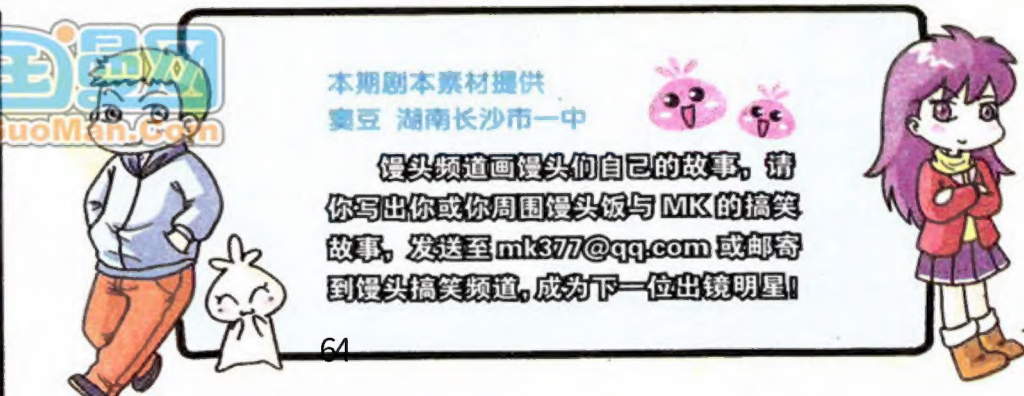 国漫网
GuoMan.Com
本期剧本素材提供
窦豆 湖南长沙市一中
馒头频道画馒头们自己的故事，请
你写出你或你周围馒头饭与 MK 的搞笑
故事，发送至 mk377@qq.com 或邮寄
到馒头搞笑频道，成为下一位出镜明星！
64